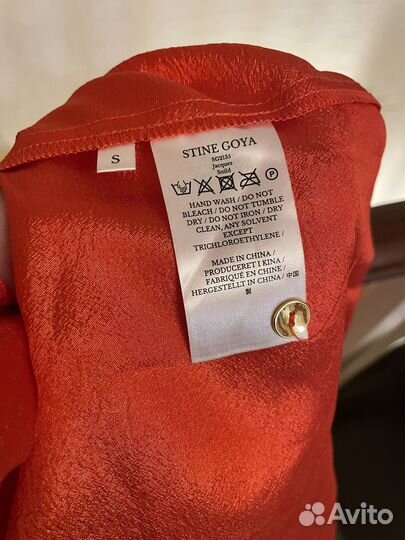 S
STINE GOYA
SG2135
Jacques
Solid
P
HAND WASH / DO NOT
BLEACH / DO NOT TUMBLE
DRY / DO NOT IRON / DRY
CLEAN, ANY SOLVENT
EXCEPT
TRICHLOROETHYLENE /
MADE IN CHINA /
PRODUCERET I KINA /
FABRIQUÉ EN CHINE /
HERGESTELLT IN CHINA / 中国
製
Avito